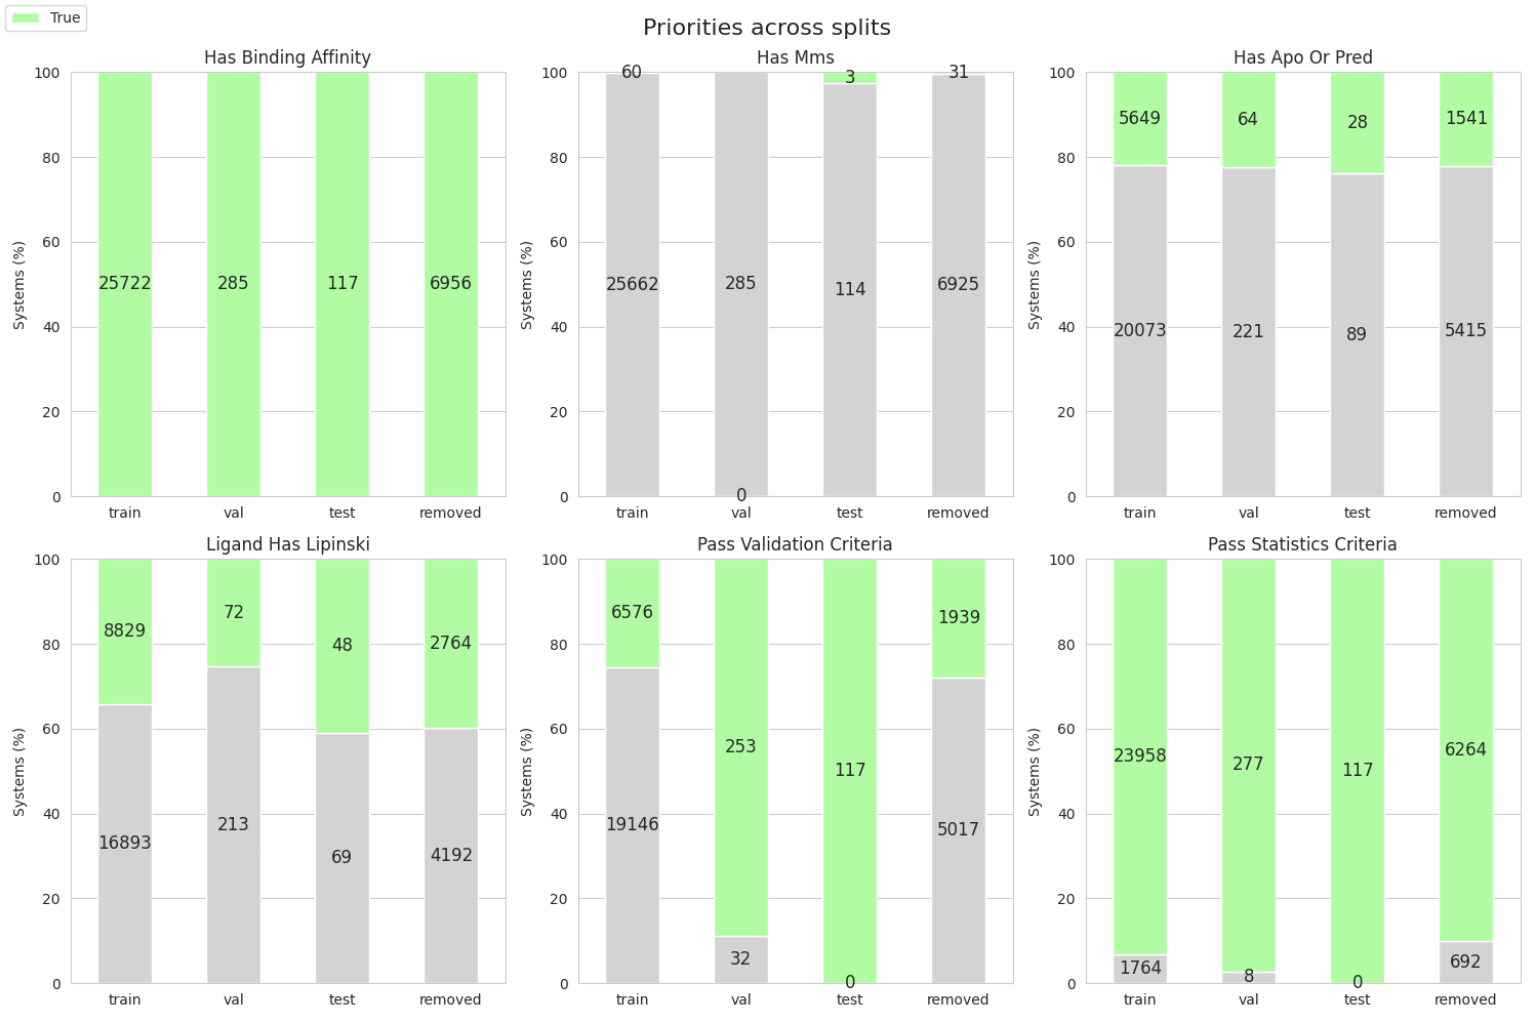 True
Priorities across splits
Has Binding Affinity
100
80
60
40
20
0
Systems (%)
25722
285
117
6956
train
val
test
removed
Has Mms
100
80
60
40
20
0
Systems (%)
60
3
31
25662
285
114
6925
0
train
val
test
removed
Has Apo Or Pred
100
80
60
40
20
0
Systems (%)
5649
64
28
1541
20073
221
89
5415
train
val
test
removed
Ligand Has Lipinski
100
80
60
40
20
0
Systems (%)
8829
72
48
2764
16893
213
69
4192
train
val
test
removed
Pass Validation Criteria
100
80
60
40
20
0
Systems (%)
6576
253
117
1939
19146
32
0
5017
train
val
test
removed
Pass Statistics Criteria
100
80
60
40
20
0
Systems (%)
23958
277
117
6264
1764
8
0
692
train
val
test
removed